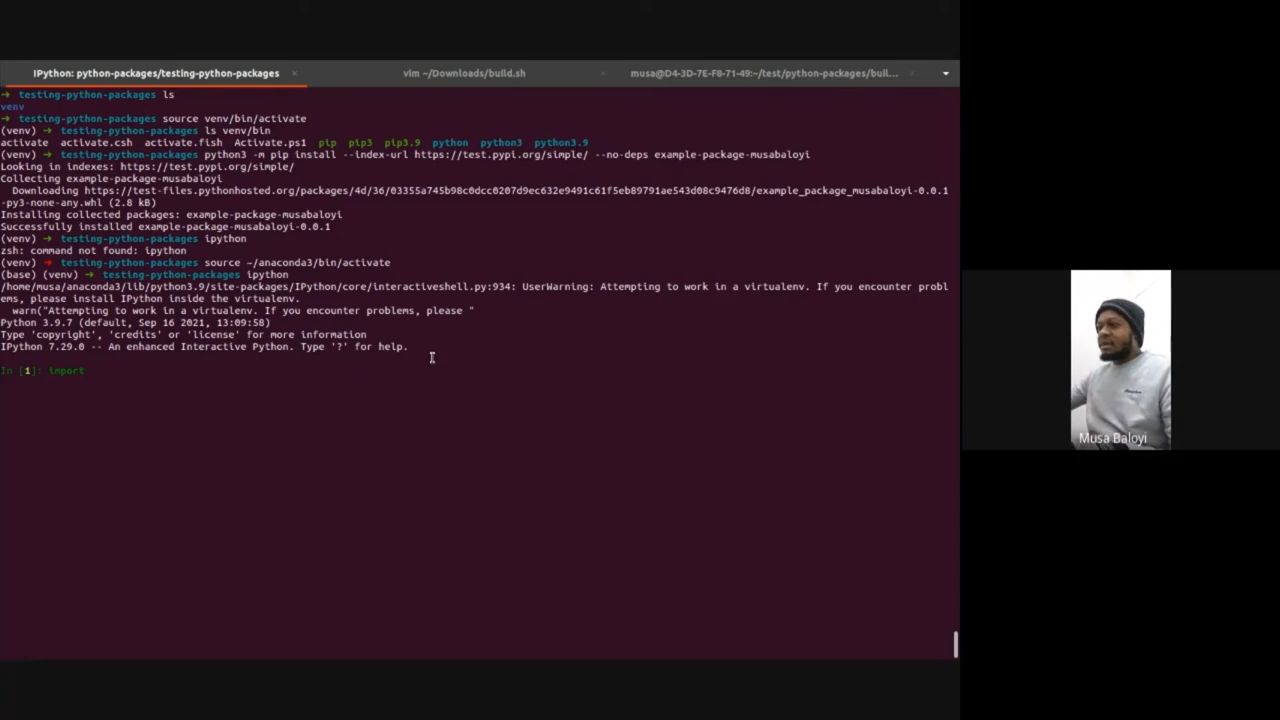 IPython: python-packages/testing-python-packages ×
vim ~/Downloads/build.sh ×
musa@D4-3D-7E-F8-71-49:~/test/python-packages/buil... ×
➜ testing-python-packages ls
venv
➜ testing-python-packages source venv/bin/activate
(venv) ➜ testing-python-packages ls venv/bin
activate activate.csh activate.fish Activate.ps1 pip pip3 pip3.9 python python3 python3.9
(venv) ➜ testing-python-packages python3 -m pip install --index-url https://test.pypi.org/simple/ --no-deps example-package-musabaloyi
Looking in indexes: https://test.pypi.org/simple/
Collecting example-package-musabaloyi
Downloading https://test-files.pythonhosted.org/packages/4d/36/03355a745b98c0dcc0207d9ec632e9491c61f5eb89791ae543d08c9476d8/example_package_musabaloyi-0.0.1
-py3-none-any.whl (2.8 kB)
Installing collected packages: example-package-musabaloyi
Successfully installed example-package-musabaloyi-0.0.1
(venv) ➜ testing-python-packages ipython
zsh: command not found: ipython
(venv) ➜ testing-python-packages source ~/anaconda3/bin/activate
(base) (venv) ➜ testing-python-packages ipython
/home/musa/anaconda3/lib/python3.9/site-packages/IPython/core/interactiveshell.py:934: UserWarning: Attempting to work in a virtualenv. If you encounter probl
ems, please install IPython inside the virtualenv.
warn("Attempting to work in a virtualenv. If you encounter problems, please "
Python 3.9.7 (default, Sep 16 2021, 13:09:58)
Type 'copyright', 'credits' or 'license' for more information
IPython 7.29.0 -- An enhanced Interactive Python. Type '?' for help.
In [1]: import
Musa Baloyi